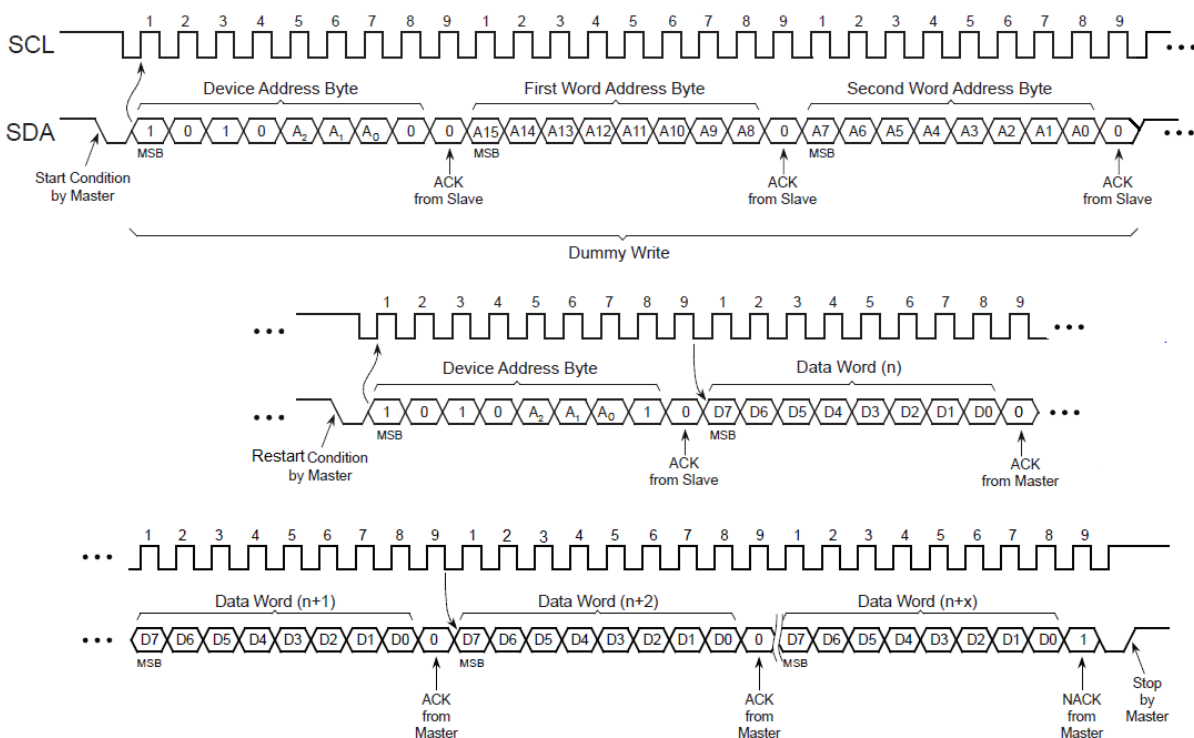 1 2 3 4 5 6 7 8 9 1 2 3 4 5 6 7 8 9 1 2 3 4 5 6 7 8 9
SCL
Device Address Byte First Word Address Byte Second Word Address Byte
SDA 1 0 1 0 A2 A1 A0 0 0 A15 A14 A13 A12 A11 A10 A9 A8 0 A7 A6 A5 A4 A3 A2 A1 A0 0
MSB MSB MSB
Start Condition
by Master
ACK
from Slave
ACK
from Slave
ACK
from Slave
Dummy Write
1 2 3 4 5 6 7 8 9 1 2 3 4 5 6 7 8 9
Device Address Byte Data Word (n)
1 0 1 0 A2 A1 A0 1 0 D7 D6 D5 D4 D3 D2 D1 D0 0
MSB MSB
Restart Condition
by Master
ACK
from Slave
ACK
from Master
1 2 3 4 5 6 7 8 9 1 2 3 4 5 6 7 8 9 1 2 3 4 5 6 7 8 9
Data Word (n+1) Data Word (n+2) Data Word (n+x)
D7 D6 D5 D4 D3 D2 D1 D0 0 D7 D6 D5 D4 D3 D2 D1 D0 0 D7 D6 D5 D4 D3 D2 D1 D0 1
MSB MSB MSB
ACK
from
Master
ACK
from
Master
NACK
from
Master
Stop
by
Master